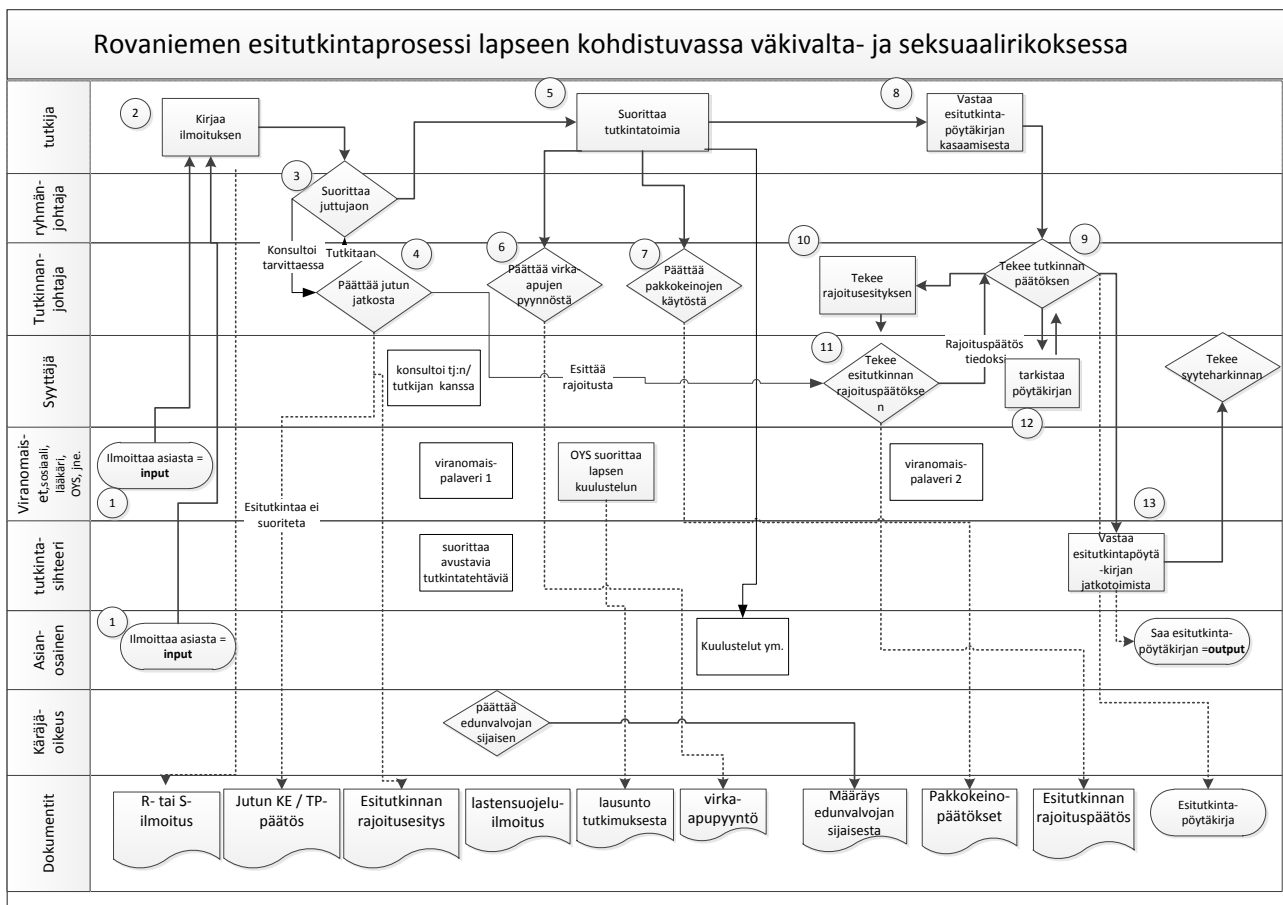 Rovaniemen esitutkintaprosessi lapseen kohdistuvassa väkivalta- ja seksuaalirikoksessa
tutkija
2
Kirjaa
ilmoituksen
5
Suorittaa
tutkintatoimia
8
Vastaa
esitutkinta-
pöytäkirjan
kasaamisesta
ryhmän-
johtaja
3
Suorittaa
juttujaon
Konsultoi
tarvittaessa
Tutkitaan
Tutkinnan-
johtaja
4
Päättää jutun
jatkosta
6
Päättää virka-
apujen
pyynnöstä
7
Päättää
pakkokeinojen
käytöstä
10
Tekee
rajoitusesityksen
9
Tekee tutkinnan
päätöksen
Syyttäjä
konsultoi tj:n/
tutkijan kanssa
Esittää
rajoitusta
11
Tekee
esitutkinnan
rajoituspäätökse
n
Rajoituspäätös
tiedoksi
tarkistaa
pöytäkirjan
12
Tekee
syyteharkinnan
Viranomais-
et,sosiaali,
lääkäri,
OYS, jne.
Ilmoittaa asiasta =
input
1
viranomais-
palaveri 1
OYS suorittaa
lapsen
kuulustelun
viranomais-
palaveri 2
Esitutkintaa ei
suoriteta
13
tutkinta-
sihteeri
suorittaa
avustavia
tutkintatehtäviä
Vastaa
esitutkintapöytä
-kirjan
jatkotoimista
Asian-
osainen
1
Ilmoittaa asiasta =
input
Kuulustelut ym.
Saa esitutkinta-
pöytäkirjan =output
Käräjä-
oikeus
päättää
edunvalvojan
sijaisen
Dokumentit
R- tai S-
ilmoitus
Jutun KE / TP-
päätös
Esitutkinnan
rajoitusesitys
lastensuojelu-
ilmoitus
lausunto
tutkimuksesta
virka-
apupyyntö
Määräys
edunvalvojan
sijaisesta
Pakkokeino-
päätökset
Esitutkinnan
rajoituspäätös
Esitutkinta-
pöytäkirja